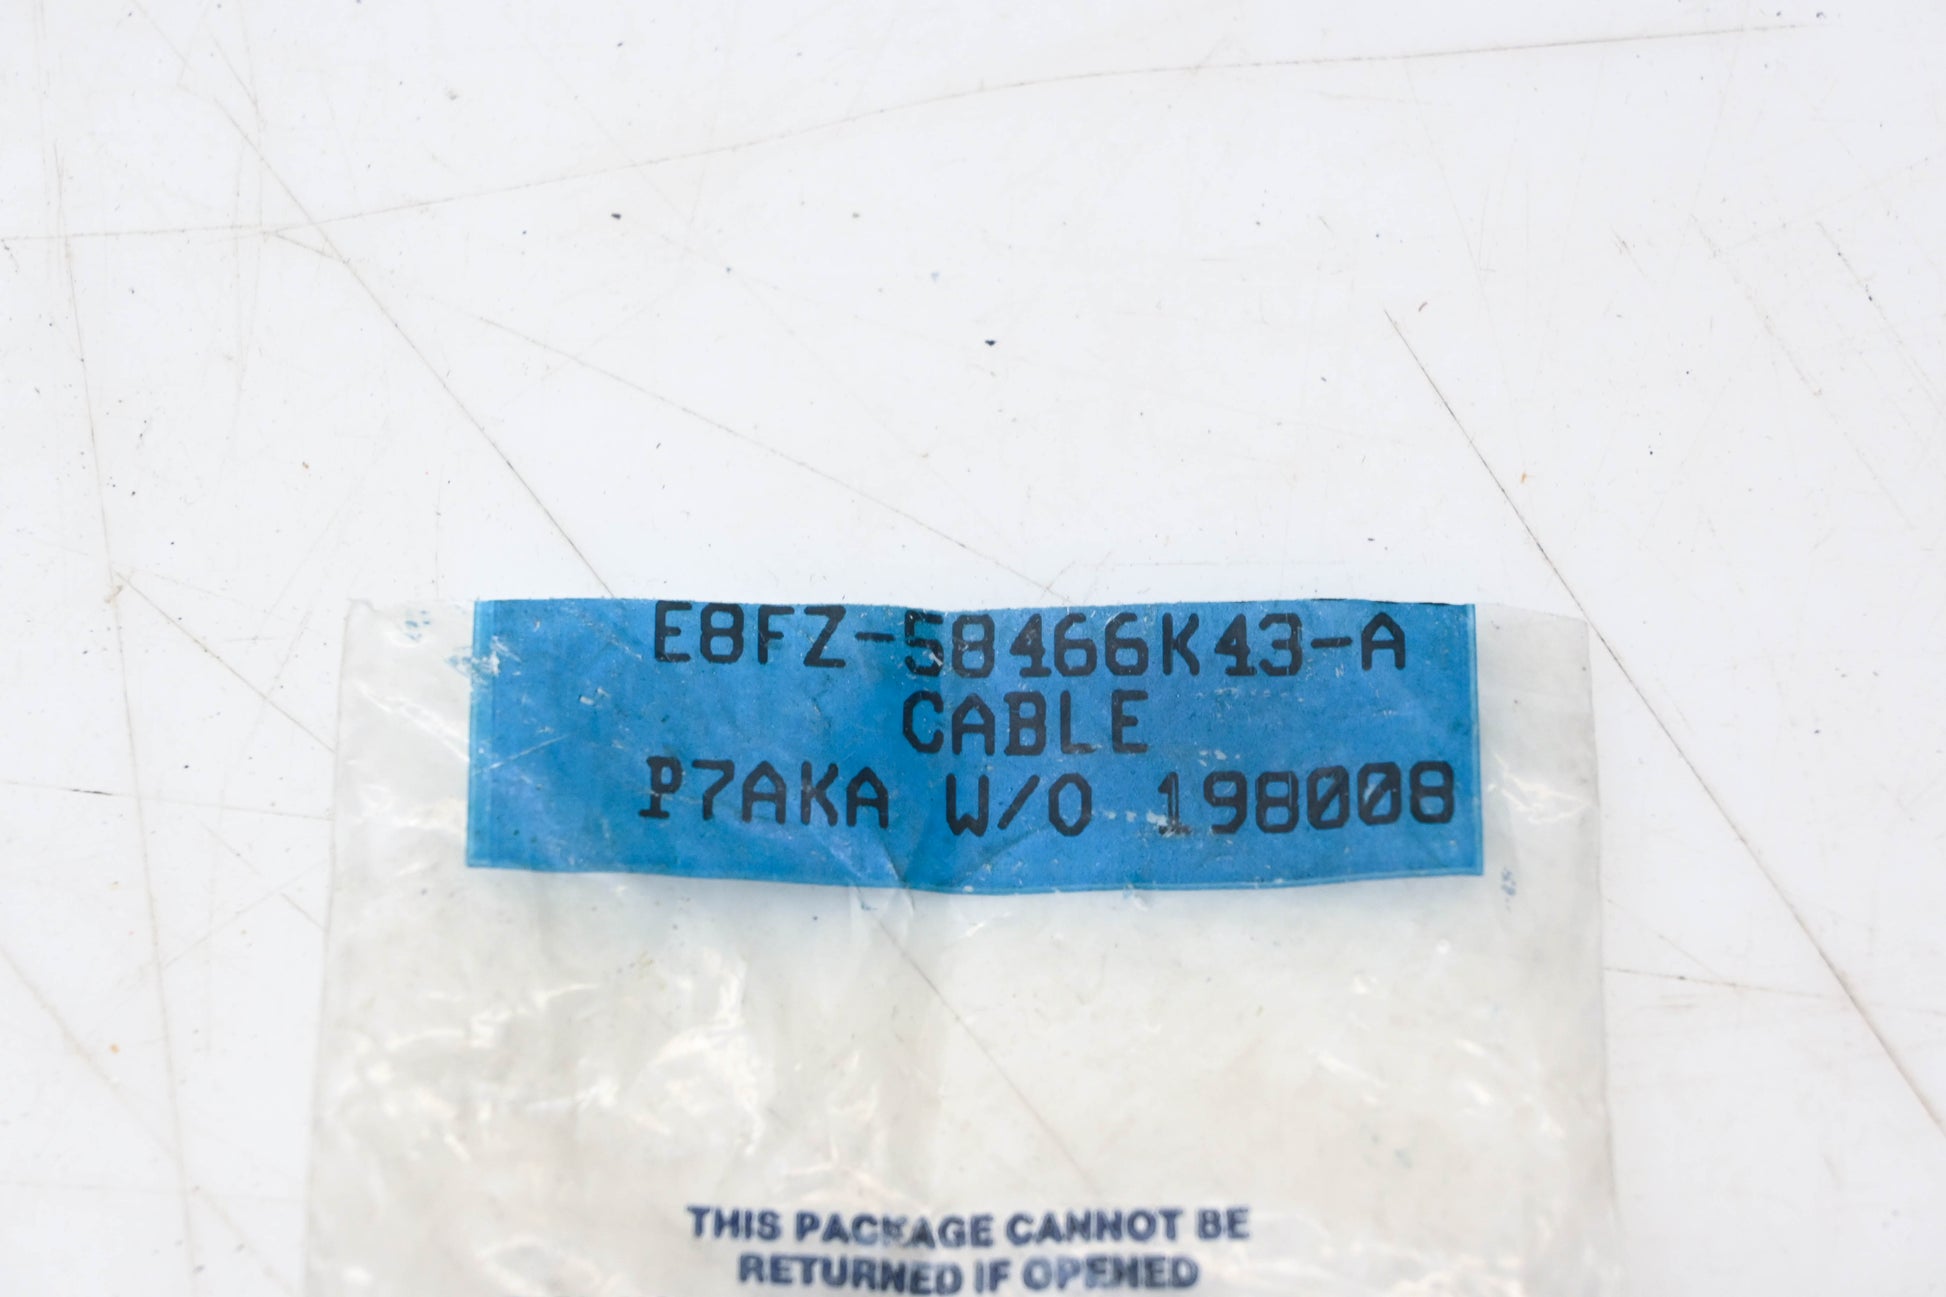 E8FZ-58466K43-A
CABLE
P7AKA W/O 198008
THIS PACKAGE CANNOT BE
RETURNED IF OPENED